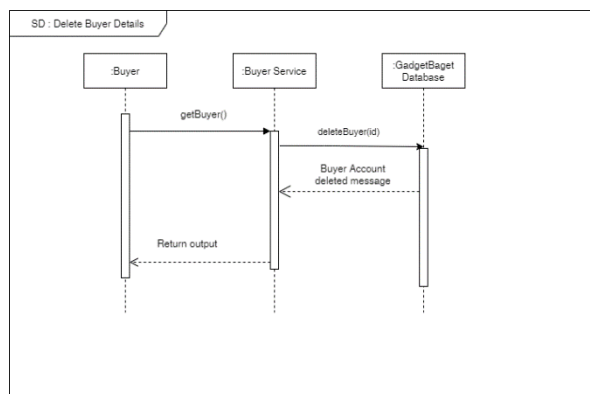 SD : Delete Buyer Details
:Buyer
:Buyer Service
:GadgetBaget
Database
getBuyer()
deleteBuyer(id)
Buyer Account
deleted message
Return output